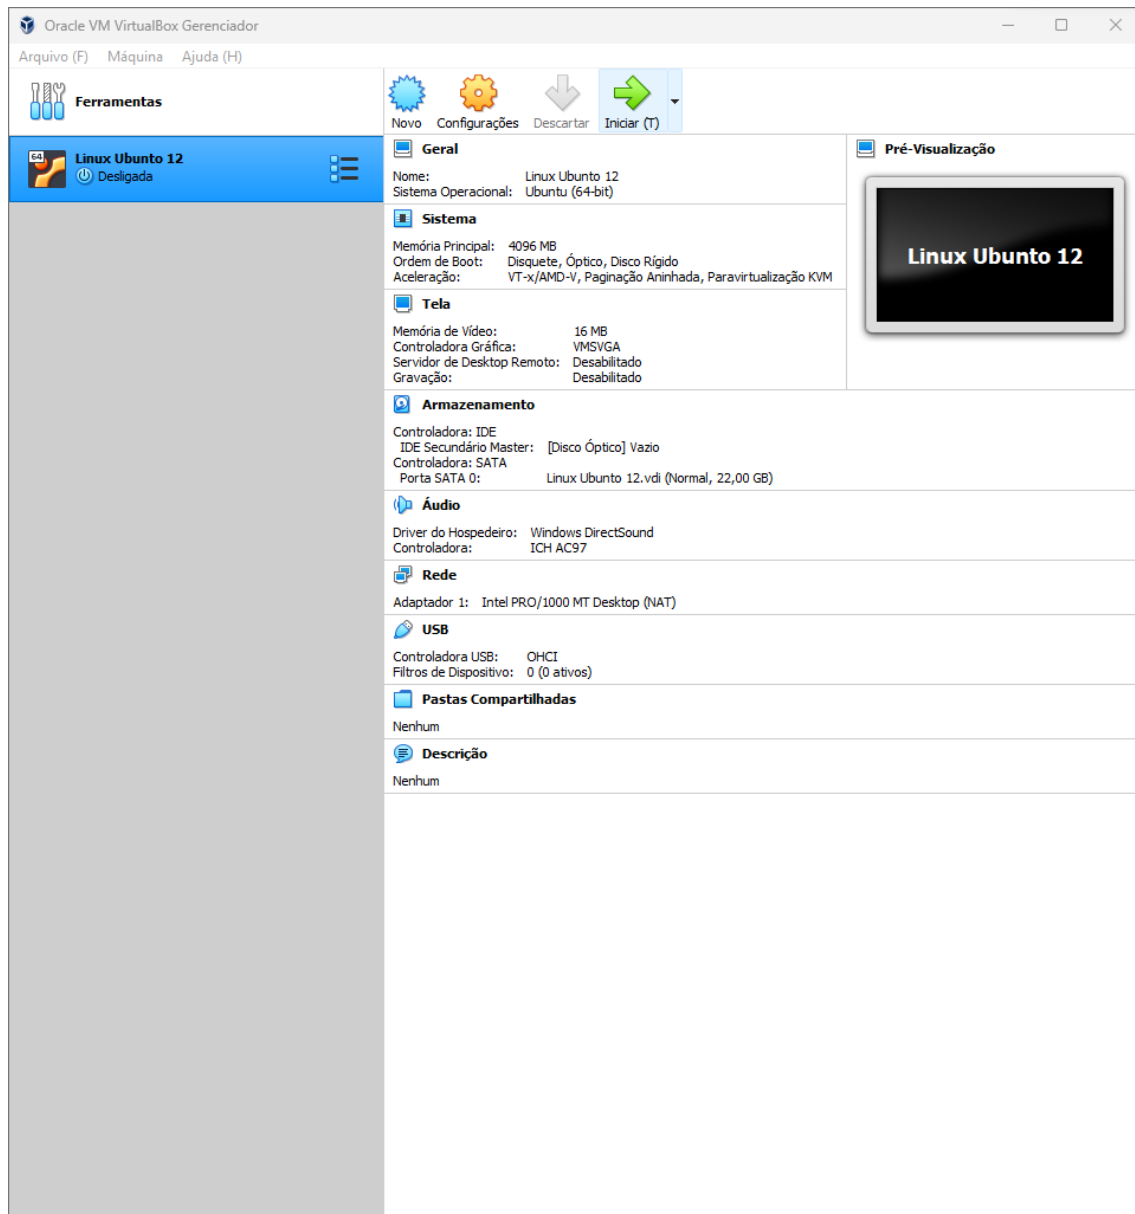 Oracle VM VirtualBox Gerenciador
Arquivo (F) Máquina Ajuda (H)
Ferramentas
Novo Configurações Descartar Iniciar (T)
64
Linux Ubunto 12
Desligada
Geral
Nome: Linux Ubunto 12
Sistema Operacional: Ubuntu (64-bit)
Sistema
Memória Principal: 4096 MB
Ordem de Boot: Disquete, Óptico, Disco Rígido
Aceleração: VT-x/AMD-V, Paginação Aninhada, Paravirtualização KVM
Tela
Memória de Vídeo: 16 MB
Controladora Gráfica: VMSVGA
Servidor de Desktop Remoto: Desabilitado
Gravação: Desabilitado
Pré-Visualização
Linux Ubunto 12
Armazenamento
Controladora: IDE
IDE Secundário Master: [Disco Óptico] Vazio
Controladora: SATA
Porta SATA 0: Linux Ubunto 12.vdi (Normal, 22,00 GB)
Áudio
Driver do Hospedeiro: Windows DirectSound
Controladora: ICH AC97
Rede
Adaptador 1: Intel PRO/1000 MT Desktop (NAT)
USB
Controladora USB: OHCI
Filtros de Dispositivo: 0 (0 ativos)
Pastas Compartilhadas
Nenhum
Descrição
Nenhum